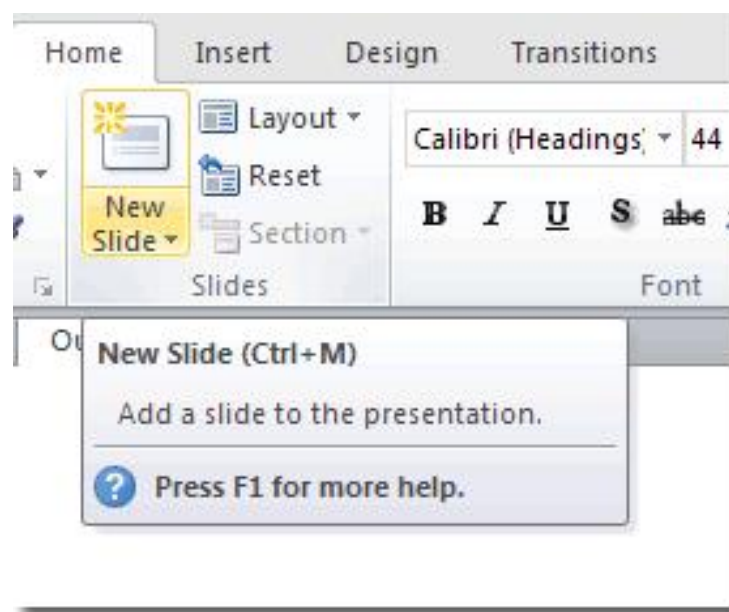 Home Insert Design Transitions
Layout
Calibri (Headings 44
Reset
New
Slide
B I U S abc
Section
Slides Font
New Slide (Ctrl+M)
Add a slide to the presentation.
? Press F1 for more help.